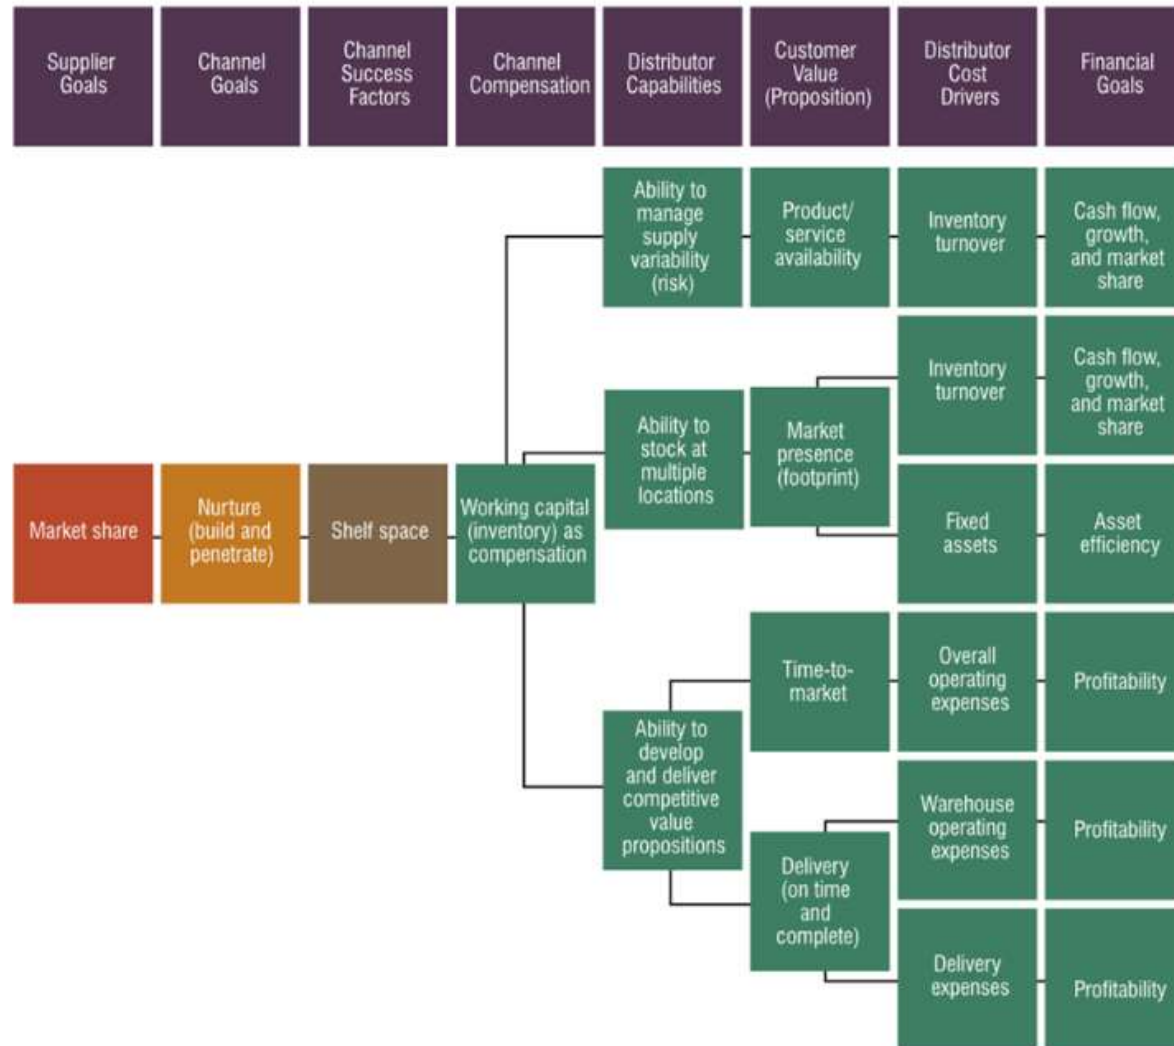 Supplier
Goals
Channel
Goals
Channel
Success
Factors
Channel
Compensation
Distributor
Capabilities
Customer
Value
(Proposition)
Distributor
Cost
Drivers
Financial
Goals
Ability to
manage
supply
variability
(risk)
Product/
service
availability
Inventory
turnover
Cash flow,
growth,
and market
share
Inventory
turnover
Cash flow,
growth,
and market
share
Ability to
stock at
multiple
locations
Market
presence
(footprint)
Market share
Nurture
(build and
penetrate)
Shelf space
Working capital
(inventory) as
compensation
Fixed
assets
Asset
efficiency
Time-to-
market
Overall
operating
expenses
Profitability
Ability to
develop
and deliver
competitive
value
propositions
Warehouse
operating
expenses
Profitability
Delivery
(on time
and
complete)
Delivery
expenses
Profitability